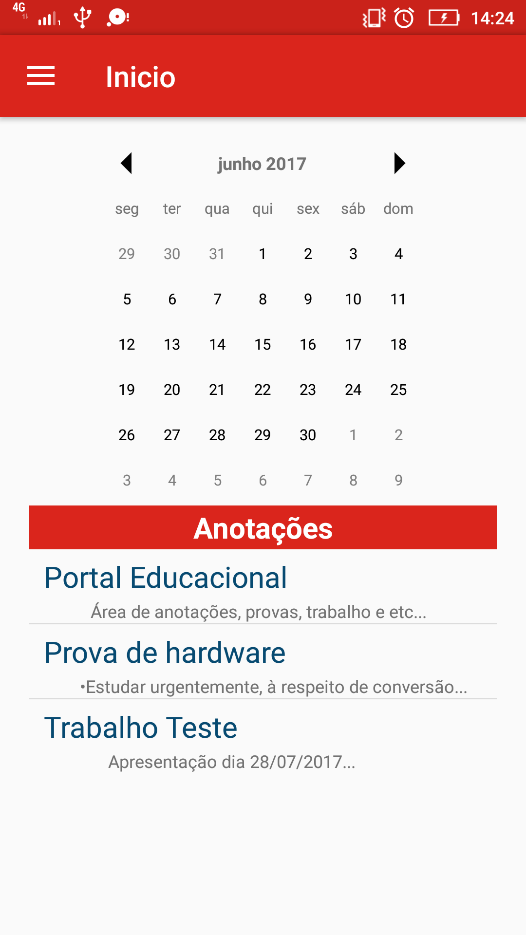 4G 14:24
Inicio
junho 2017
seg ter qua qui sex sáb dom
29 30 31 1 2 3 4
5 6 7 8 9 10 11
12 13 14 15 16 17 18
19 20 21 22 23 24 25
26 27 28 29 30 1 2
3 4 5 6 7 8 9
Anotações
Portal Educacional
Área de anotações, provas, trabalho e etc...
Prova de hardware
•Estudar urgentemente, à respeito de conversão...
Trabalho Teste
Apresentação dia 28/07/2017...